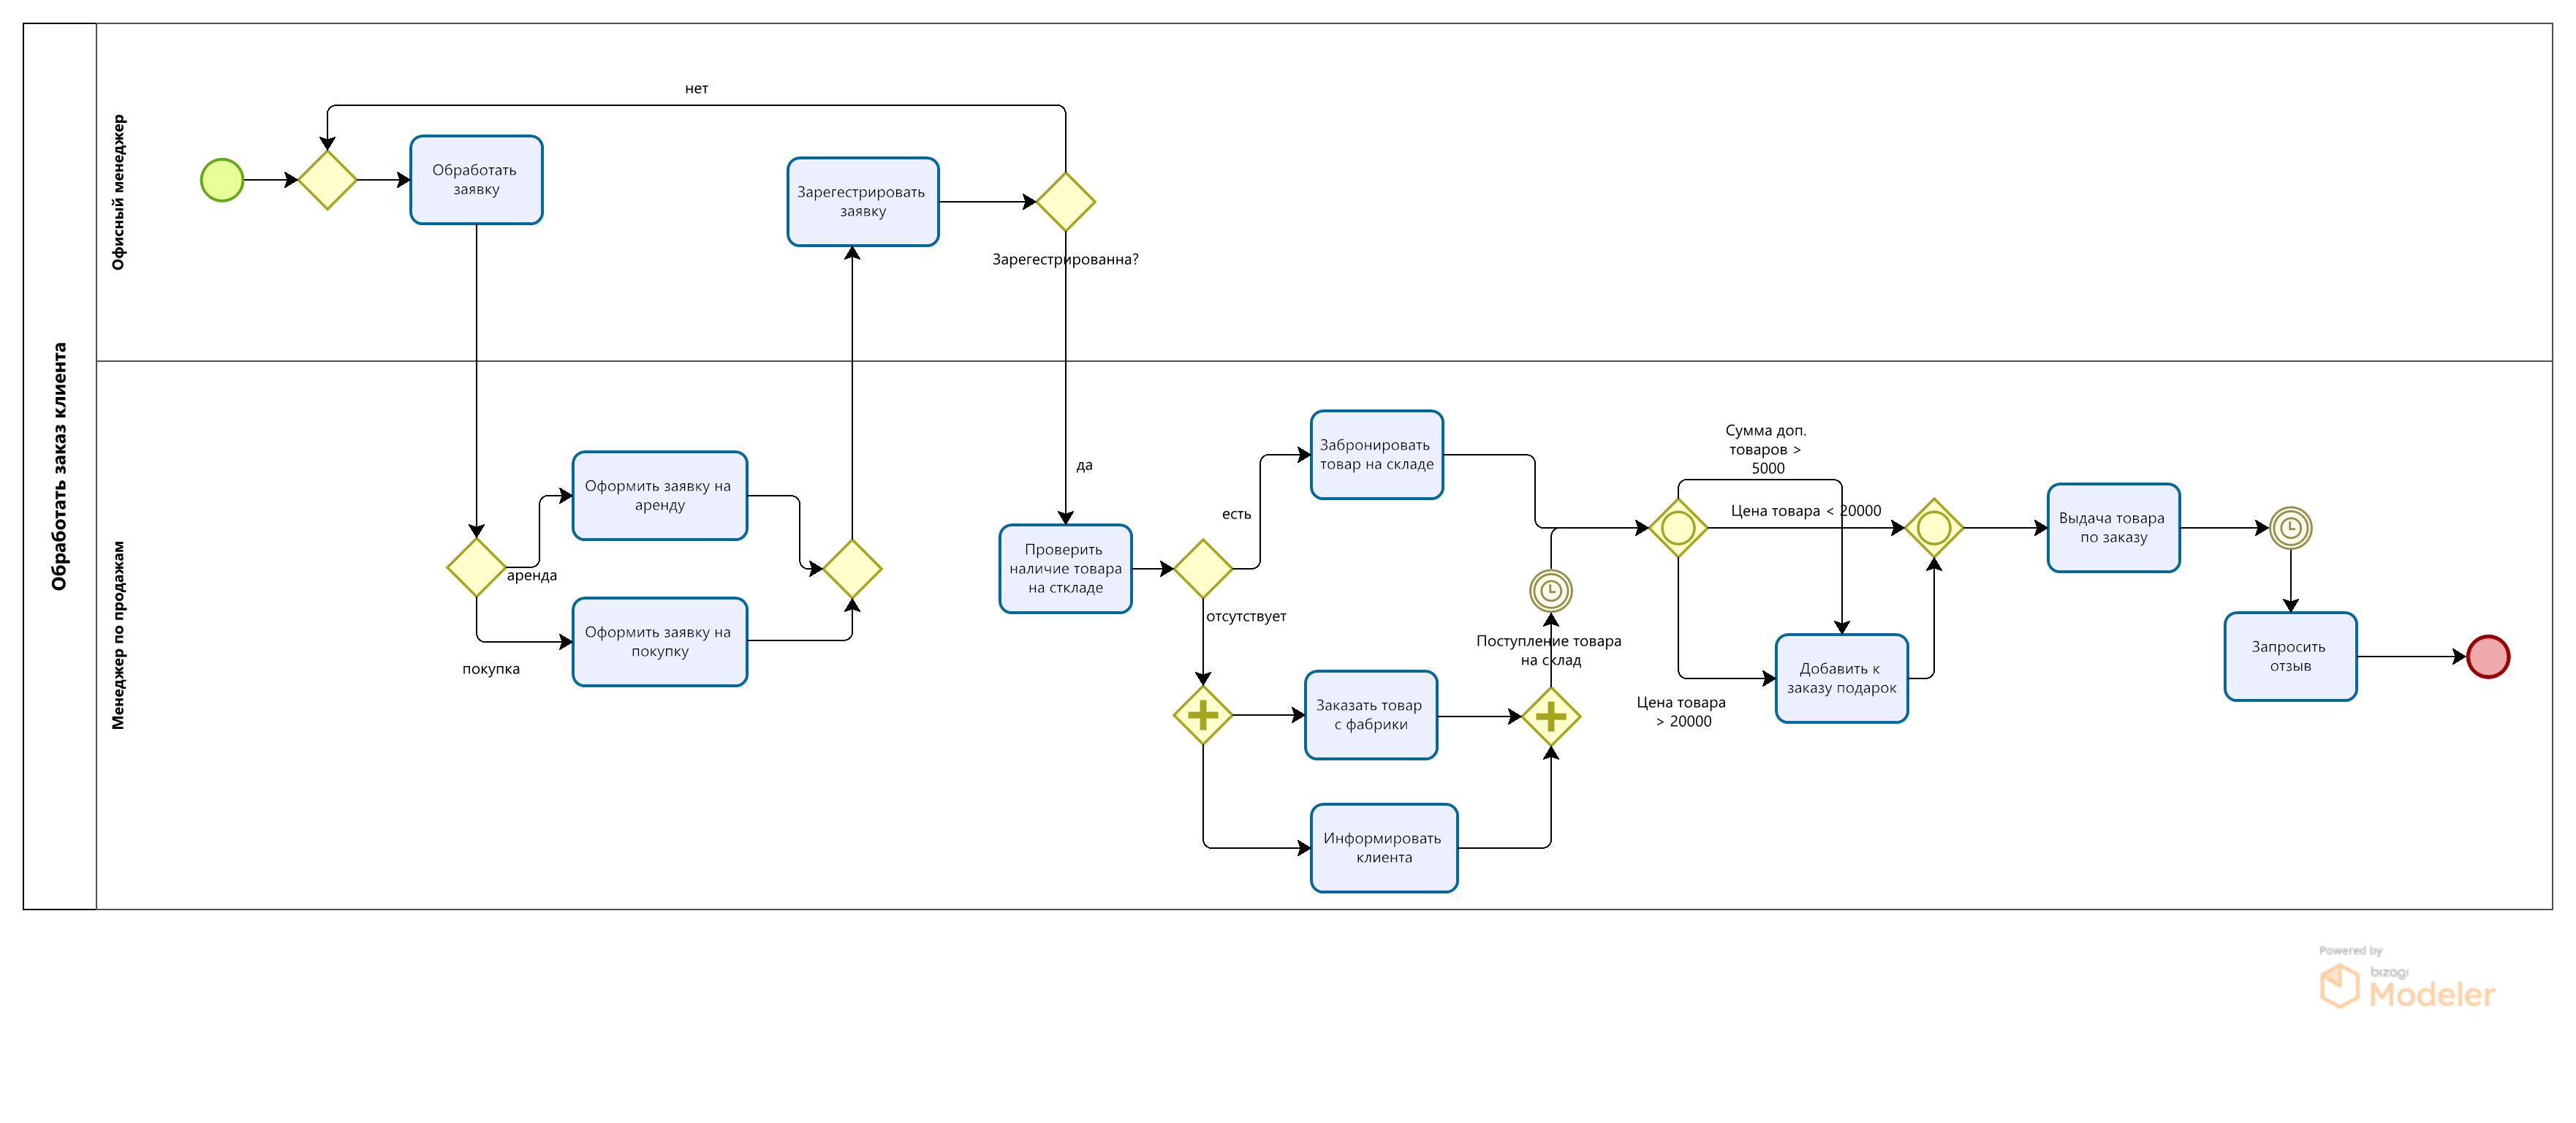 Обработать заказ клиента
Офисный менеджер
нет
Обработать
заявку
Зарегестрировать
заявку
Зарегестрированна?
Менеджер по продажам
да
аренда
покупка
Оформить заявку на
аренду
Оформить заявку на
покупку
Проверить
наличие товара
на сткладе
есть
отсутствует
Забронировать
товар на складе
Заказать товар
с фабрики
Информировать
клиента
Поступление товара
на склад
Сумма доп.
товаров >
5000
Цена товара < 20000
Цена товара
> 20000
Добавить к
заказу подарок
Выдача товара
по заказу
Запросить
отзыв
Powered by
bizagi
Modeler